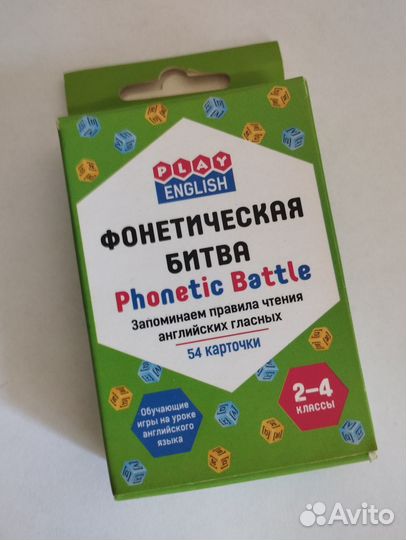 PLAY
ENGLISH
ФОНЕТИЧЕСКАЯ
БИТВА
Phonetic Battle
Запоминаем правила чтения
английских гласных
54 карточки
2–4
КЛАССЫ
Обучающие
игры на уроке
английского
языка
Avito